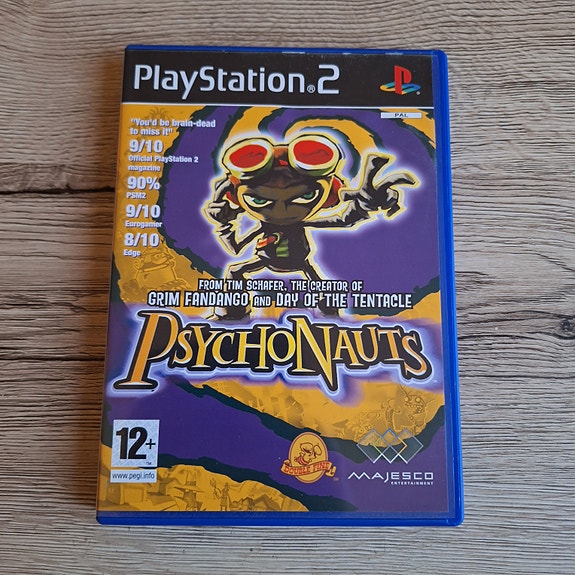 PlayStation®2
PAL
"You'd be brain-dead
to miss it"
9/10
Official PlayStation 2
magazine
90%
PSM2
9/10
Eurogamer
8/10
Edge
FROM TIM SCHAFER, THE CREATOR OF
GRIM FANDANGO AND DAY OF THE TENTACLE
PSYCHONAUTS
12+
www.pegi.info
DOUBLE FINE
MAJESCO
ENTERTAINMENT